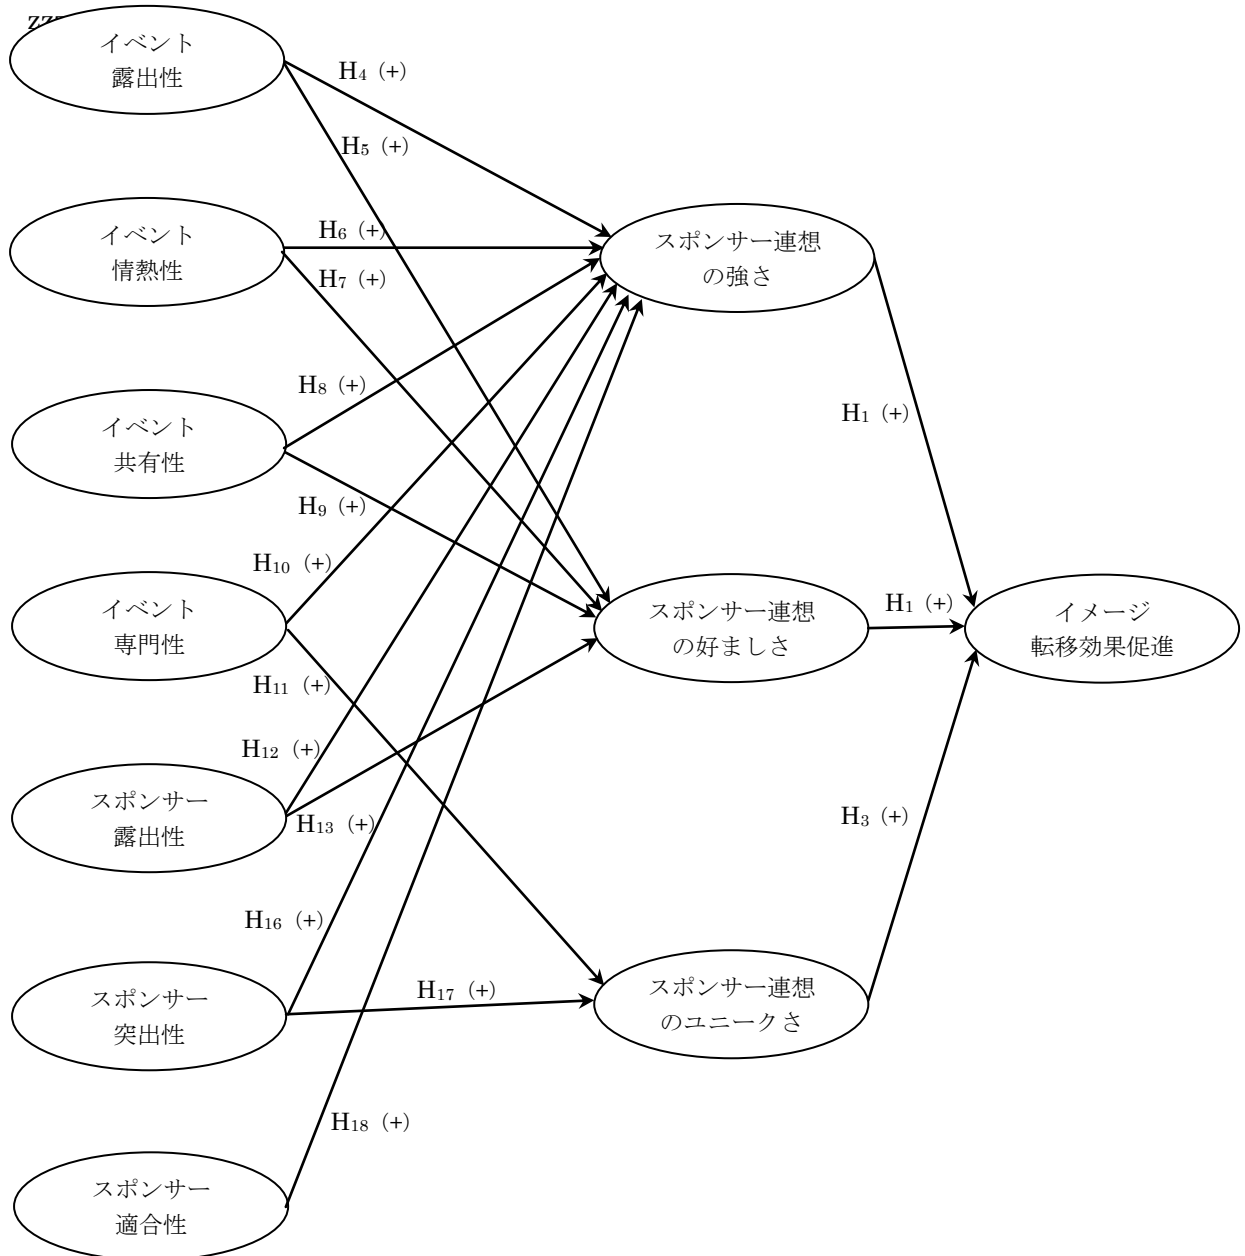 イベント
露出性
H4 (+)
H5 (+)
イベント
情熱性
H6 (+)
H7 (+)
スポンサー連想
の強さ
イベント
共有性
H8 (+)
H9 (+)
H1 (+)
イベント
専門性
H10 (+)
H11 (+)
スポンサー連想
の好ましさ
H1 (+)
イメージ
転移効果促進
スポンサー
露出性
H12 (+)
H13 (+)
H3 (+)
スポンサー
突出性
H16 (+)
H17 (+)
スポンサー連想
のユニークさ
H18 (+)
スポンサー
適合性